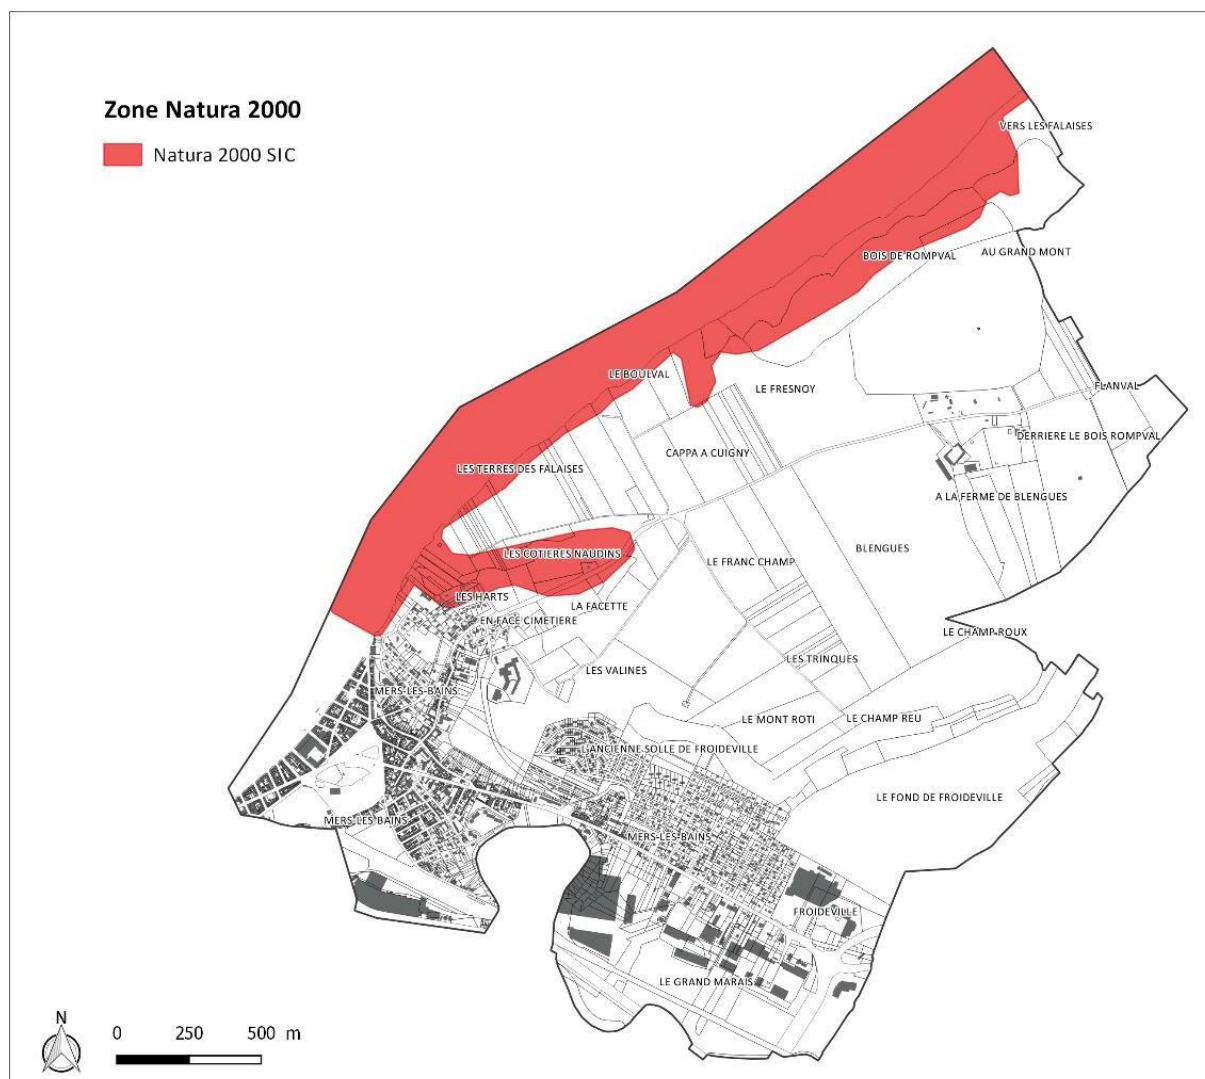 Zone Natura 2000
Natura 2000 SIC
VERS LES FALAISES
BOIS DE ROMPVAL
AU GRAND MONT
LE BOULVAL
LE FRESNOY
FLANVAL
DERRIERE LE BOIS ROMPVAL
CAPPA A CUIGNY
LES TERRES DES FALAISES
A LA FERME DE BLENGUES
LES COTIERES NAUDINS
LE FRANC CHAMP
BLENGUES
LES HARTS
LA FACETTE
EN FACE CIMETIERE
LE CHAMP ROUX
LES VALINES
LES TRINQUES
MERS-LES-BAINS
LE MONT ROTI
LE CHAMP REU
L'ANCIENNE SOLLE DE FROIDEVILLE
LE FOND DE FROIDEVILLE
MERS-LES-BAINS
MERS-LES-BAINS
FROIDEVILLE
LE GRAND MARAIS
N
0 250 500 m